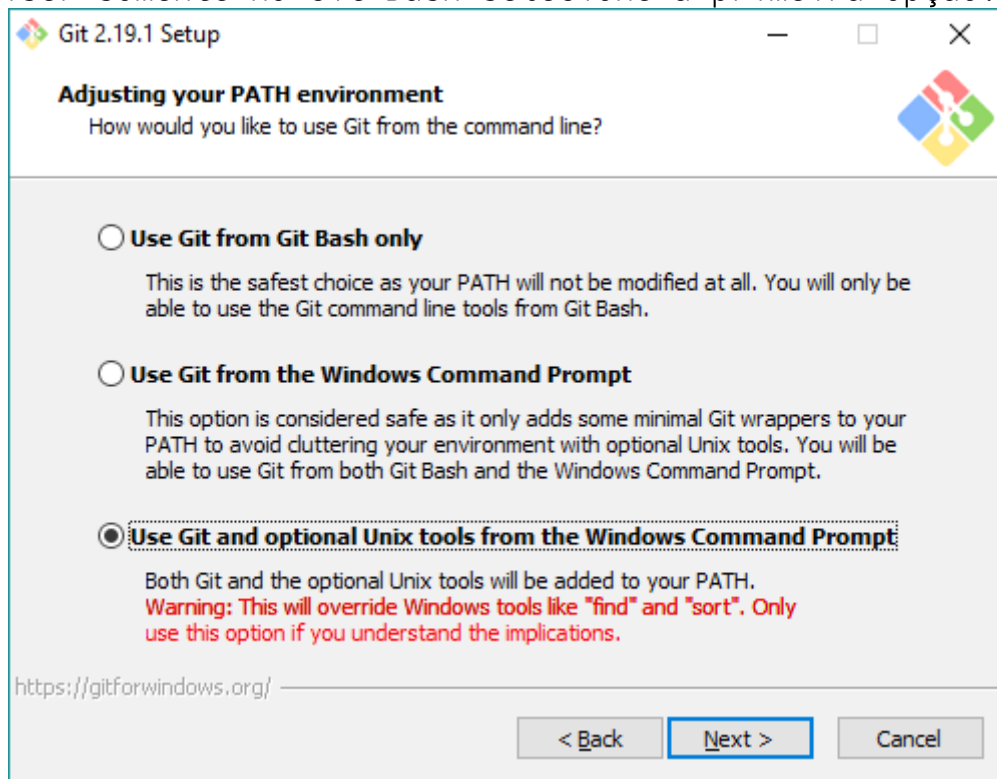 Git 2.19.1 Setup
Adjusting your PATH environment
How would you like to use Git from the command line?
Use Git from Git Bash only
This is the safest choice as your PATH will not be modified at all. You will only be
able to use the Git command line tools from Git Bash.
Use Git from the Windows Command Prompt
This option is considered safe as it only adds some minimal Git wrappers to your
PATH to avoid cluttering your environment with optional Unix tools. You will be
able to use Git from both Git Bash and the Windows Command Prompt.
Use Git and optional Unix tools from the Windows Command Prompt
Both Git and the optional Unix tools will be added to your PATH.
Warning: This will override Windows tools like "find" and "sort". Only
use this option if you understand the implications.
https://gitforwindows.org/
< Back Next > Cancel